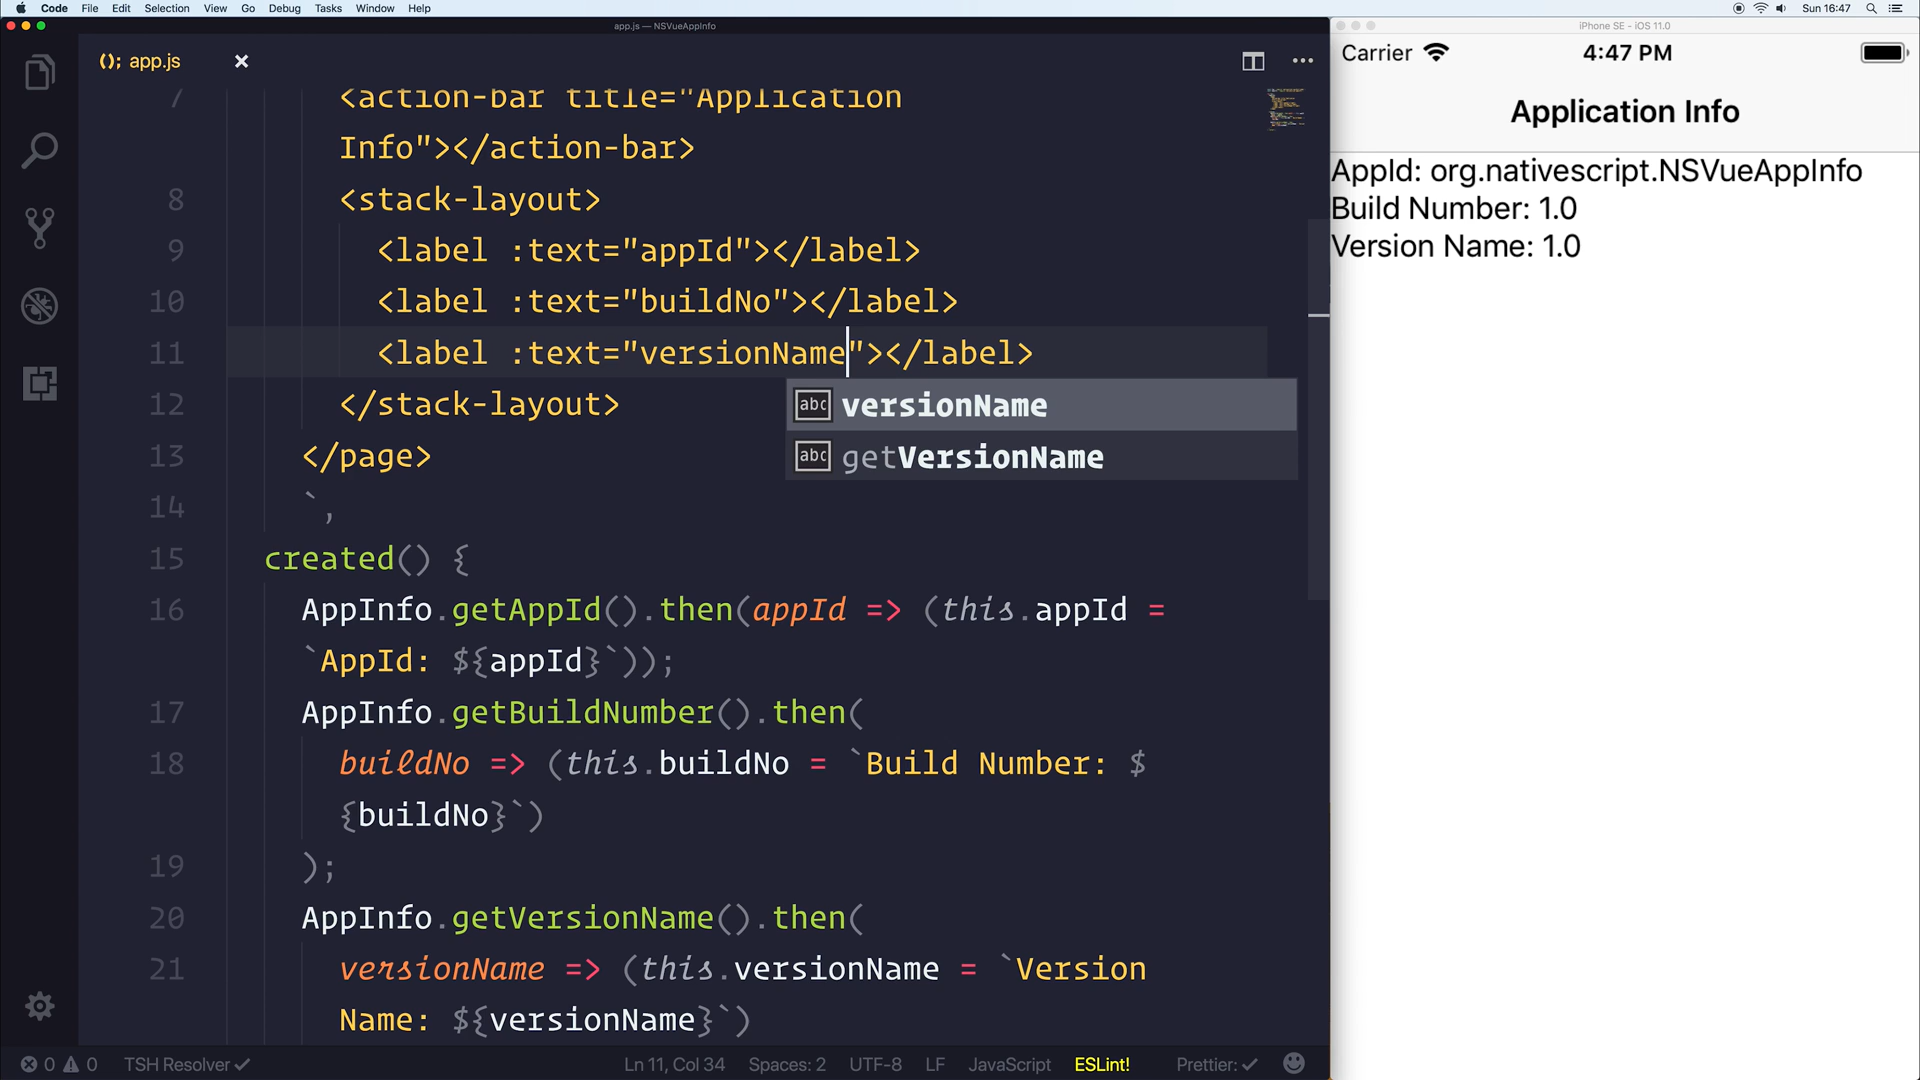 Code File Edit Selection View Go Debug Tasks Window Help
Sun 16:47
app.js — NSVueAppInfo
iPhone SE - iOS 11.0
(); app.js
Carrier 4:47 PM
7 <action-bar title="Application
Info"></action-bar>
8 <stack-layout>
9 <label :text="appId"></label>
10 <label :text="buildNo"></label>
11 <label :text="versionName"></label>
abc versionName
12 </stack-layout>
abc getVersionName
13 </page>
14 `,
15 created() {
16 AppInfo.getAppId().then(appId => (this.appId =
`AppId: ${appId}`));
17 AppInfo.getBuildNumber().then(
18 buildNo => (this.buildNo = `Build Number: $
{buildNo}`)
19 );
20 AppInfo.getVersionName().then(
21 versionName => (this.versionName = `Version
Name: ${versionName}`)
0 0 TSH Resolver Ln 11, Col 34 Spaces: 2 UTF-8 LF JavaScript ESLint! Prettier:
Application Info
AppId: org.nativescript.NSVueAppInfo
Build Number: 1.0
Version Name: 1.0